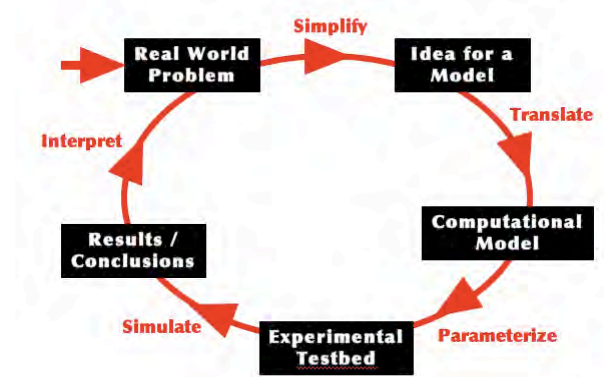 Simplify
Real World
Problem
Idea for a
Model
Translate
Interpret
Computational
Model
Results /
Conclusions
Simulate
Experimental
Testbed
Parameterize